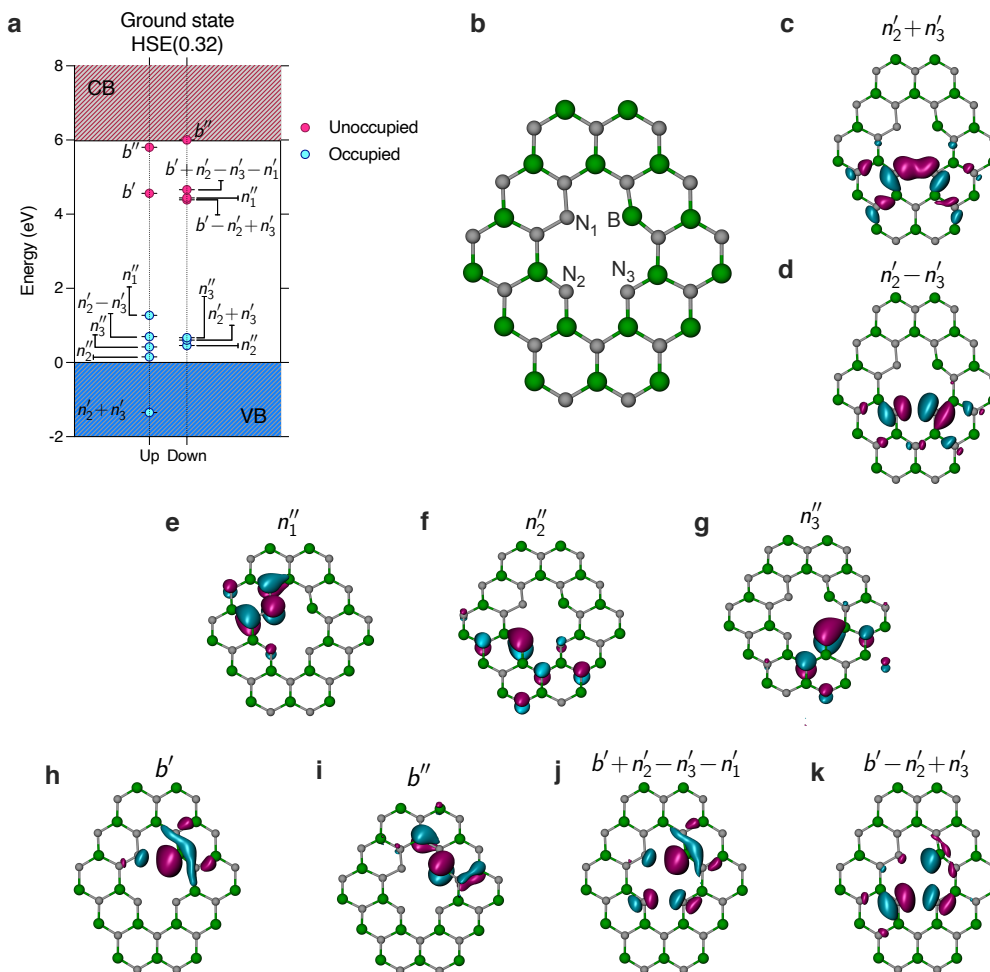 a
Ground state
HSE(0.32)
8
6
4
2
0
-2
Energy (eV)
CB
VB
b″
b″
b′
b′ + n′₂ − n′₃ − n′₁
n″₁
b′ − n′₂ + n′₃
n″₁
n′₂ − n′₃
n″₃
n″₂
n″₃
n′₂ + n′₃
n″₂
n′₂ + n′₃
Up
Down
Unoccupied
Occupied
b
N₁
B
N₂
N₃
c
n′₂ + n′₃
d
n′₂ − n′₃
e
n″₁
f
n″₂
g
n″₃
h
b′
i
b″
j
b′ + n′₂ − n′₃ − n′₁
k
b′ − n′₂ + n′₃